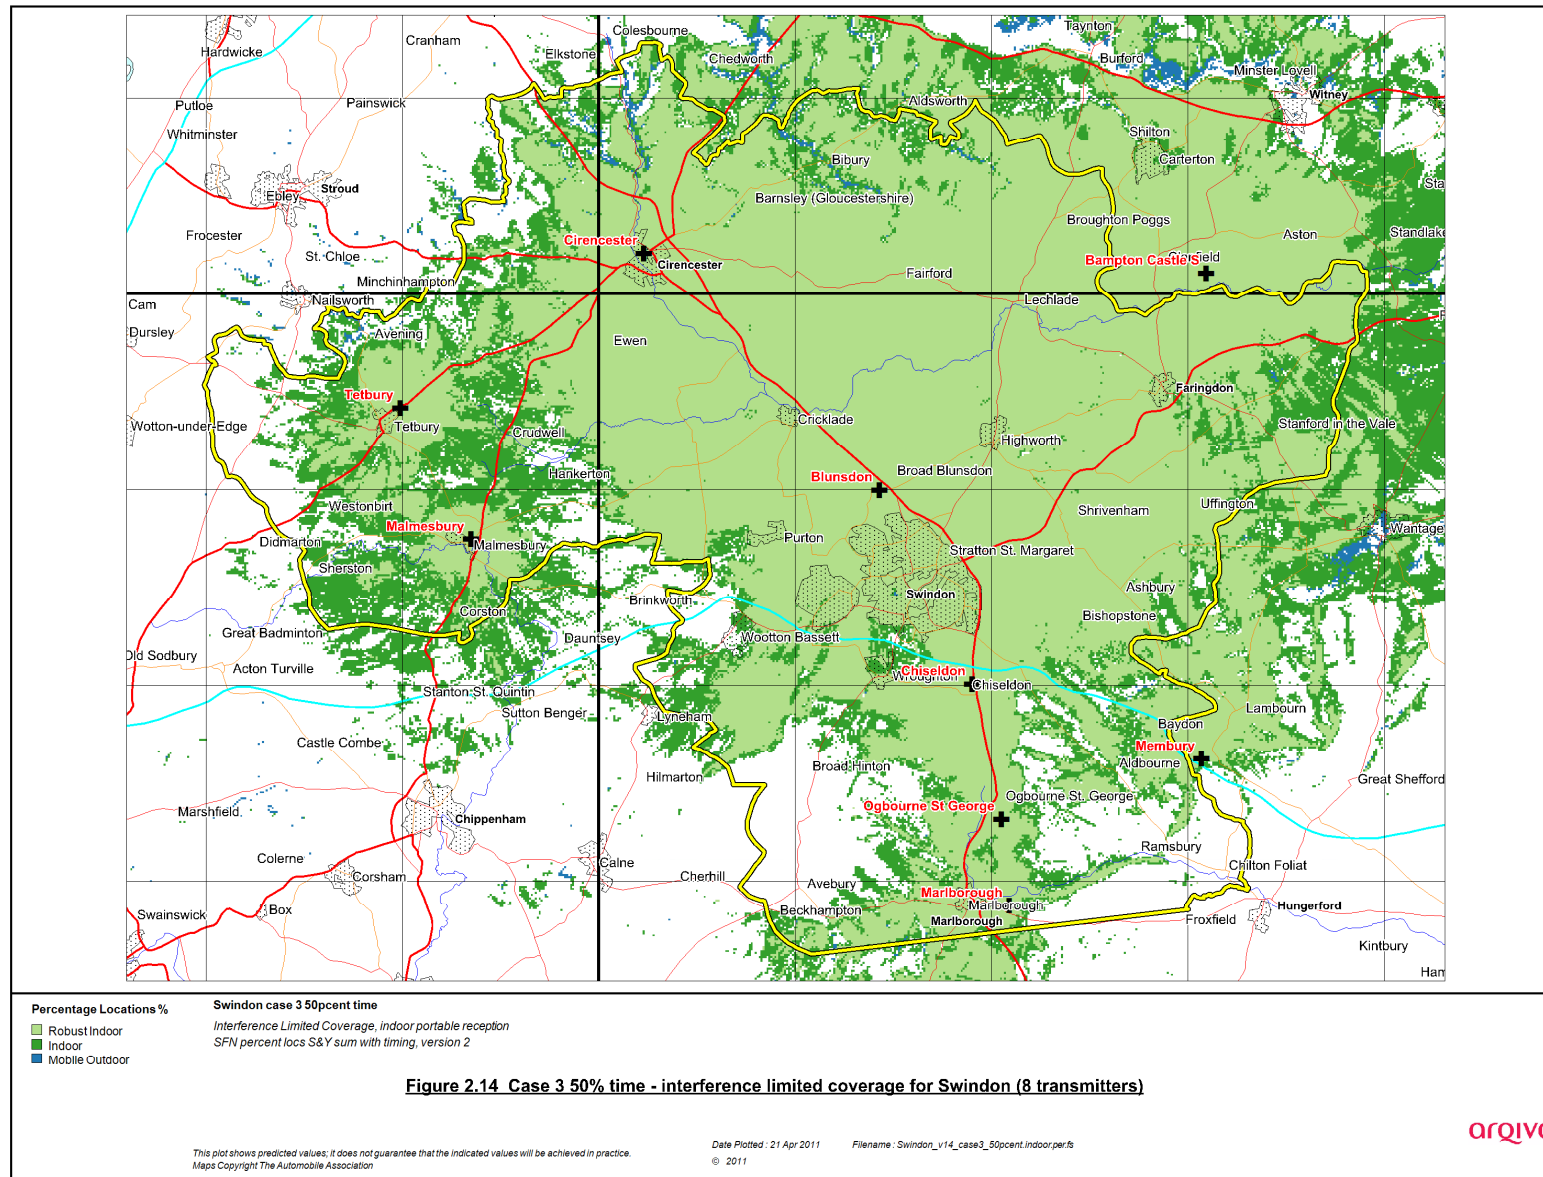 Colesbourne
Taynton
Cranham
Hardwicke
Elkstone
Chedworth
Burford
Minster Lovell
Witney
Putloe
Painswick
Aldsworth
Whitminster
Shilton
Carterton
Bibury
Ebley
Stroud
Sta
Barnsley (Gloucestershire)
Broughton Poggs
Frocester
Cirencester
Aston
Standlake
St. Chloe
Cirencester
Bampton Castle S
Minchinhampton
Fairford
Cam
Nailsworth
Lechlade
Dursley
Avening
Ewen
Tetbury
Faringdon
Wotton-under-Edge
Tetbury
Crudwell
Cricklade
Highworth
Stanford in the Vale
Hankerton
Blunsdon
Broad Blunsdon
Westonbirt
Uffington
Shrivenham
Malmesbury
Wantage
Didmarton
Malmesbury
Purton
Stratton St. Margaret
Sherston
Ashbury
Swindon
Brinkworth
Corston
Bishopstone
Great Badminton
Dauntsey
Wootton Bassett
Old Sodbury
Acton Turville
Chiseldon
Wroughton
Chiseldon
Stanton St. Quintin
Sutton Benger
Lyneham
Lambourn
Baydon
Castle Combe
Membury
Broad Hinton
Aldbourne
Hilmarton
Great Shefford
Ogbourne St. George
Ogbourne St George
Marshfield
Chippenham
Ramsbury
Colerne
Calne
Chilton Foliat
Corsham
Cherhill
Avebury
Marlborough
Marlborough
Hungerford
Swainswick
Box
Beckhampton
Marlborough
Froxfield
Kintbury
Ham
Percentage Locations %
Robust Indoor
Indoor
Mobile Outdoor
Swindon case 3 50pcent time
Interference Limited Coverage, indoor portable reception
SFN percent locs S&Y sum with timing, version 2
Figure 2.14 Case 3 50% time - interference limited coverage for Swindon (8 transmitters)
This plot shows predicted values; it does not guarantee that the indicated values will be achieved in practice.
Maps Copyright The Automobile Association
Date Plotted : 21 Apr 2011
Filename : Swindon_v14_case3_50pcent.indoor.per.fs
© 2011
arqiva